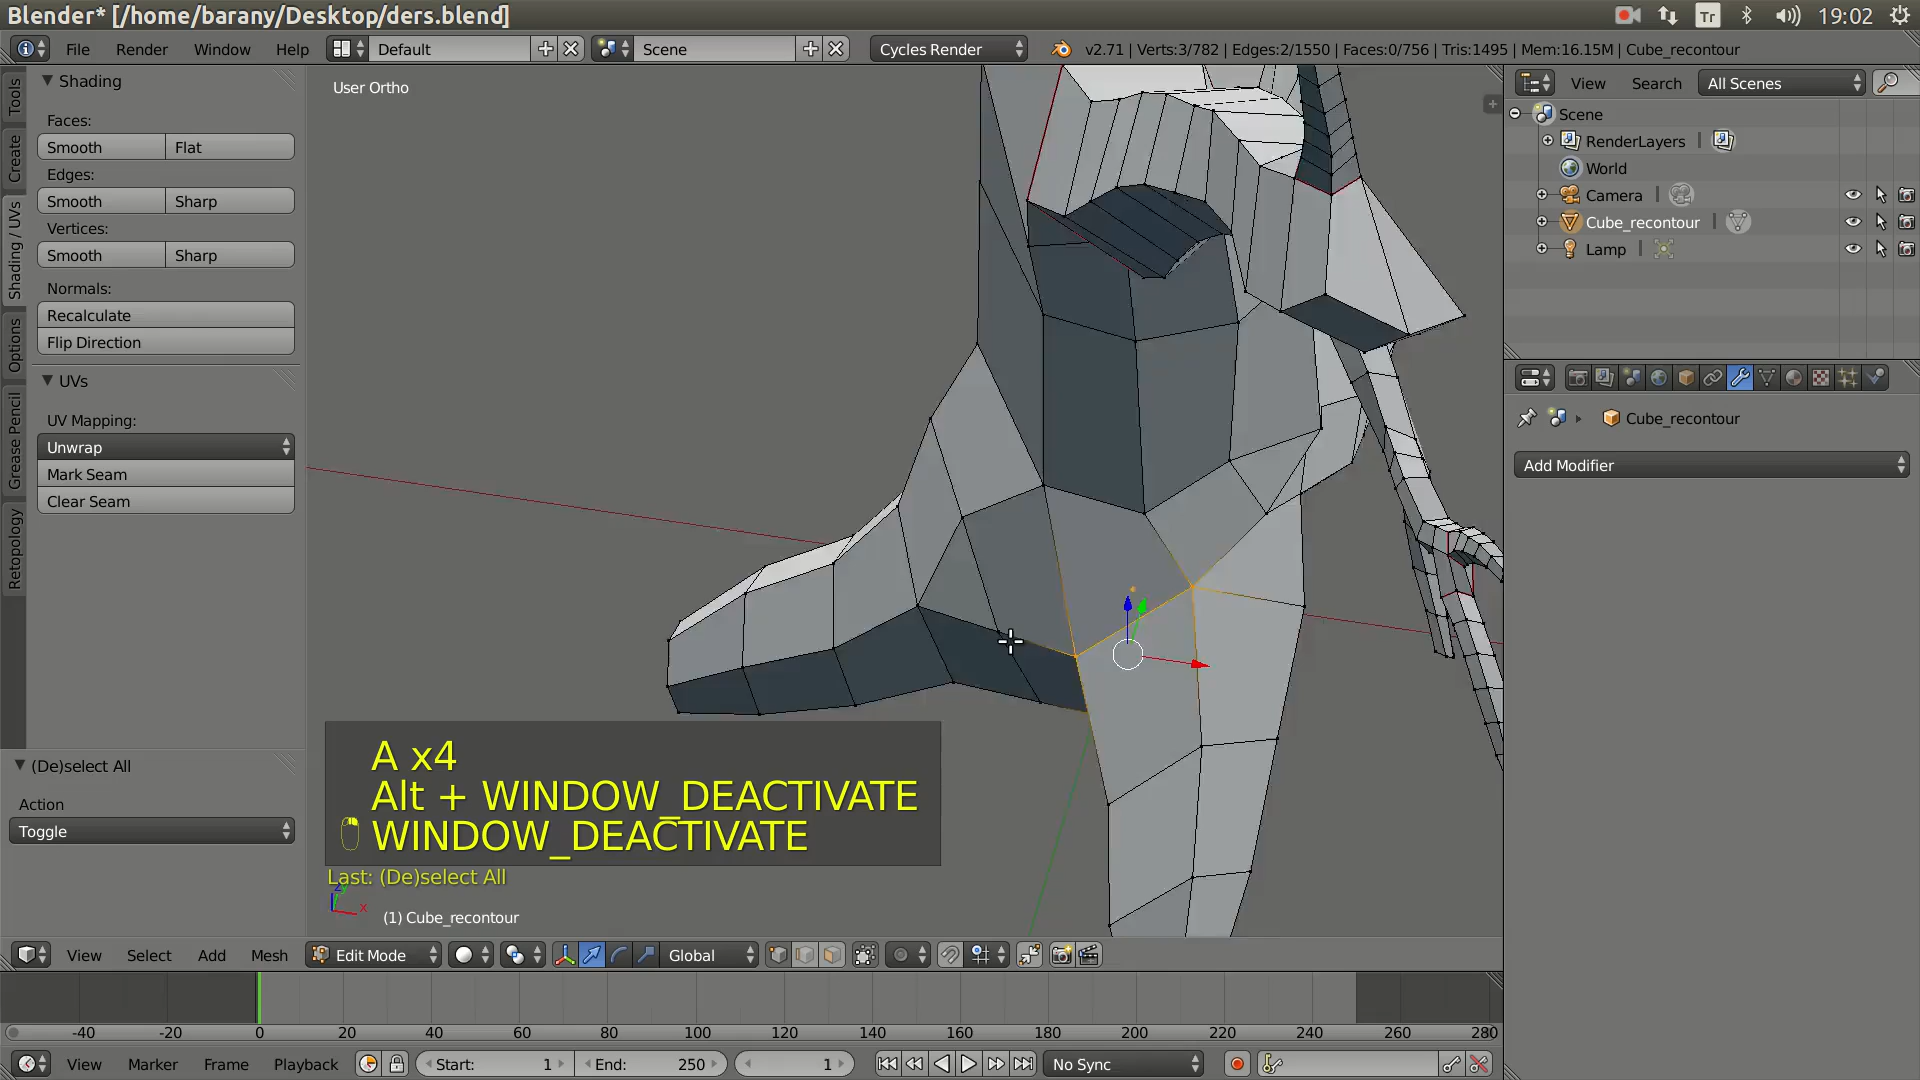 Blender* [/home/barany/Desktop/ders.blend]
Tr 19:02
File Render Window Help Default Scene Cycles Render v2.71 | Verts:3/782 | Edges:2/1550 | Faces:0/756 | Tris:1495 | Mem:16.15M | Cube_recontour
Tools
Create
Shading / UVs
Options
Grease Pencil
Retopology
Shading
Faces:
Smooth Flat
Edges:
Smooth Sharp
Vertices:
Smooth Sharp
Normals:
Recalculate
Flip Direction
UVs
UV Mapping:
Unwrap
Mark Seam
Clear Seam
(De)select All
Action
Toggle
User Ortho
A x4
Alt + WINDOW_DEACTIVATE
WINDOW_DEACTIVATE
Last: (De)select All
z
x
(1) Cube_recontour
View Select Add Mesh Edit Mode Global
-40 -20 0 20 40 60 80 100 120 140 160 180 200 220 240 260 280
View Marker Frame Playback Start: 1 End: 250 1 No Sync
View Search All Scenes
Scene
RenderLayers
World
Camera
Cube_recontour
Lamp
Cube_recontour
Add Modifier